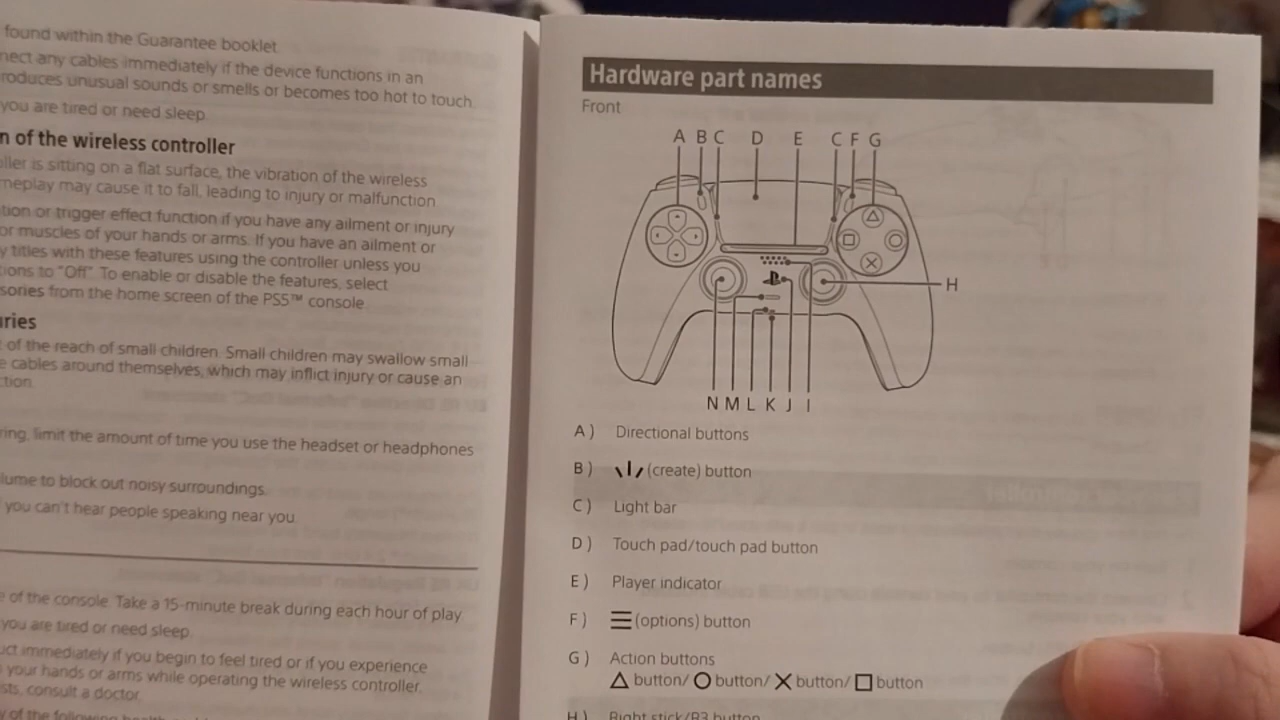 found within the Guarantee booklet
nect any cables immediately if the device functions in an
roduces unusual sounds or smells or becomes too hot to touch.
you are tired or need sleep.
n of the wireless controller
ller is sitting on a flat surface, the vibration of the wireless
meplay may cause it to fall, leading to injury or malfunction.
tion or trigger effect function if you have any ailment or injury
or muscles of your hands or arms. If you have an ailment or
y titles with these features using the controller unless you
ions to "Off". To enable or disable the features, select
sories from the home screen of the PS5™ console.
ries
t of the reach of small children. Small children may swallow small
e cables around themselves, which may inflict injury or cause an
ction.
ring, limit the amount of time you use the headset or headphones
lume to block out noisy surroundings.
you can't hear people speaking near you.
e of the console. Take a 15-minute break during each hour of play.
you are tired or need sleep.
uct immediately if you begin to feel tired or if you experience
your hands or arms while operating the wireless controller.
sts, consult a doctor.
y of the following health
Hardware part names
Front
A B C D E C F G
H
N M L K J I
A) Directional buttons
B) (create) button
C) Light bar
D) Touch pad/touch pad button
E) Player indicator
F) ☰ (options) button
G) Action buttons
△ button/ ○ button/ ✕ button/ □ button
H) Right stick/R3 button